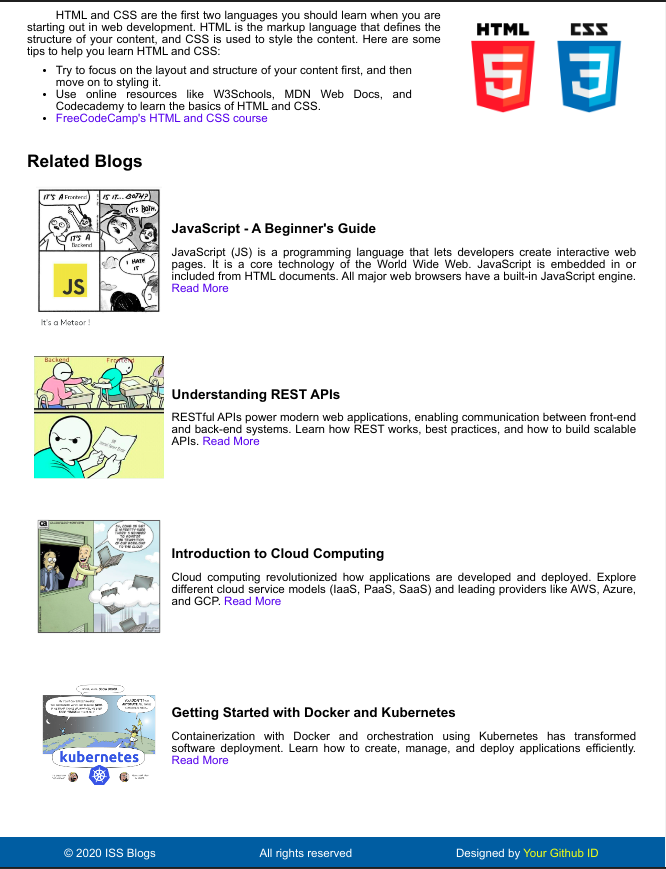 HTML and CSS are the first two languages you should learn when you are
starting out in web development. HTML is the markup language that defines the
structure of your content, and CSS is used to style the content. Here are some
tips to help you learn HTML and CSS:
HTML
CSS
5
3
• Try to focus on the layout and structure of your content first, and then
move on to styling it.
• Use online resources like W3Schools, MDN Web Docs, and
Codecademy to learn the basics of HTML and CSS.
• FreeCodeCamp's HTML and CSS course
Related Blogs
IT'S A Frontend
IS IT... BOTH?
IT'S BOTH.
IT'S A
Backend
I HATE
IT
JS
It's a Meteor !
JavaScript - A Beginner's Guide
JavaScript (JS) is a programming language that lets developers create interactive web
pages. It is a core technology of the World Wide Web. JavaScript is embedded in or
included from HTML documents. All major web browsers have a built-in JavaScript engine.
Read More
Backend
Frontend
Understanding REST APIs
RESTful APIs power modern web applications, enabling communication between front-end
and back-end systems. Learn how REST works, best practices, and how to build scalable
APIs. Read More
Introduction to Cloud Computing
Cloud computing revolutionized how applications are developed and deployed. Explore
different cloud service models (IaaS, PaaS, SaaS) and leading providers like AWS, Azure,
and GCP. Read More
kubernetes
Getting Started with Docker and Kubernetes
Containerization with Docker and orchestration using Kubernetes has transformed
software deployment. Learn how to create, manage, and deploy applications efficiently.
Read More
© 2020 ISS Blogs
All rights reserved
Designed by Your Github ID